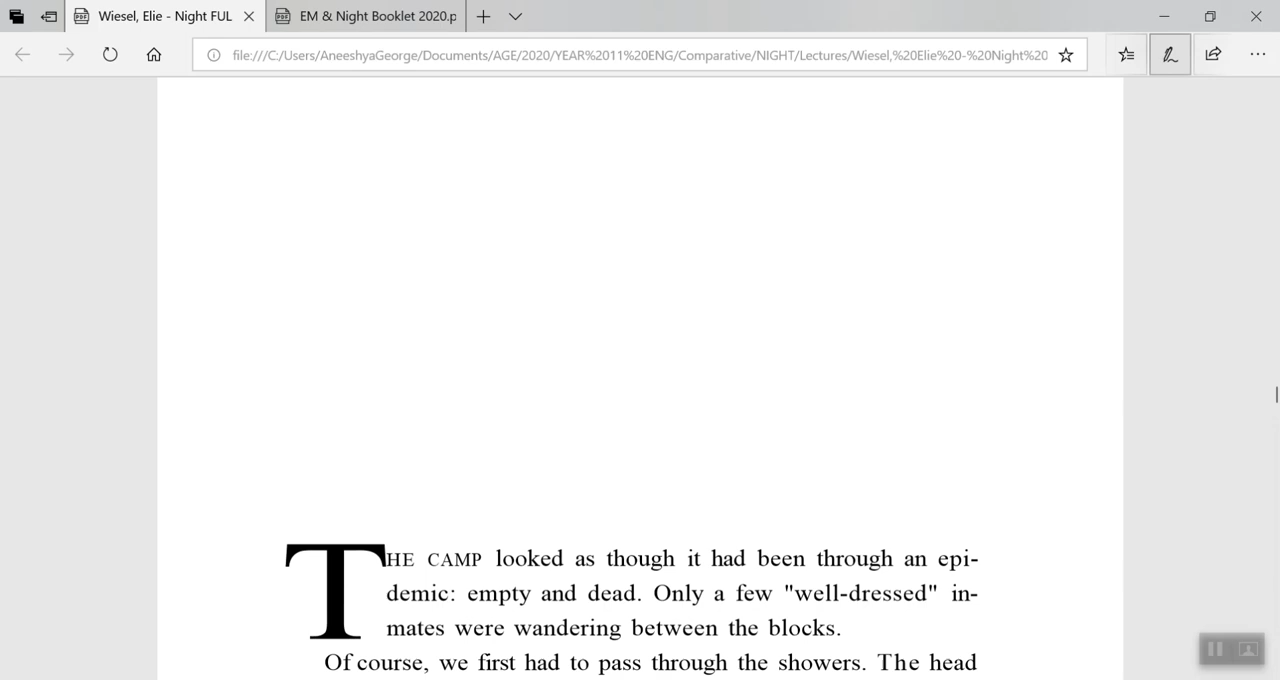 Wiesel, Elie - Night FUL
EM & Night Booklet 2020.p
file:///C:/Users/AneeshyaGeorge/Documents/AGE/2020/YEAR%2011%20ENG/Comparative/NIGHT/Lectures/Wiesel,%20Elie%20-%20Night%20
THE CAMP looked as though it had been through an epi-
demic: empty and dead. Only a few "well-dressed" in-
mates were wandering between the blocks.
Of course, we first had to pass through the showers. The head